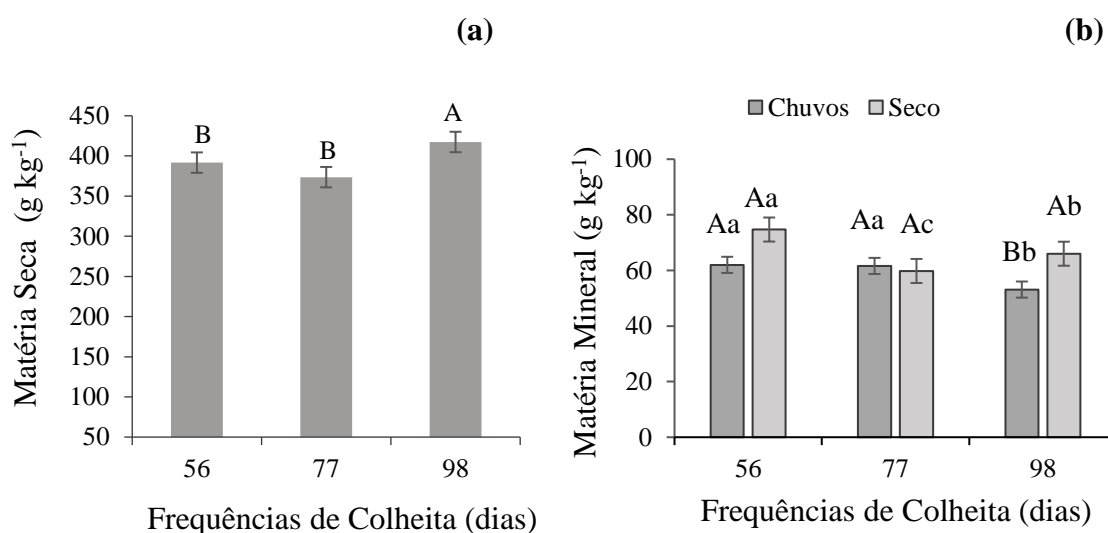 (a)
Matéria Seca (g kg-1)
450
400
350
300
250
200
150
100
50
B
B
A
56
77
98
Frequências de Colheita (dias)
(b)
Chuvos Seco
Matéria Mineral (g kg-1)
100
80
60
40
20
0
Aa
Aa
Aa
Ac
Bb
Ab
56
77
98
Frequências de Colheita (dias)